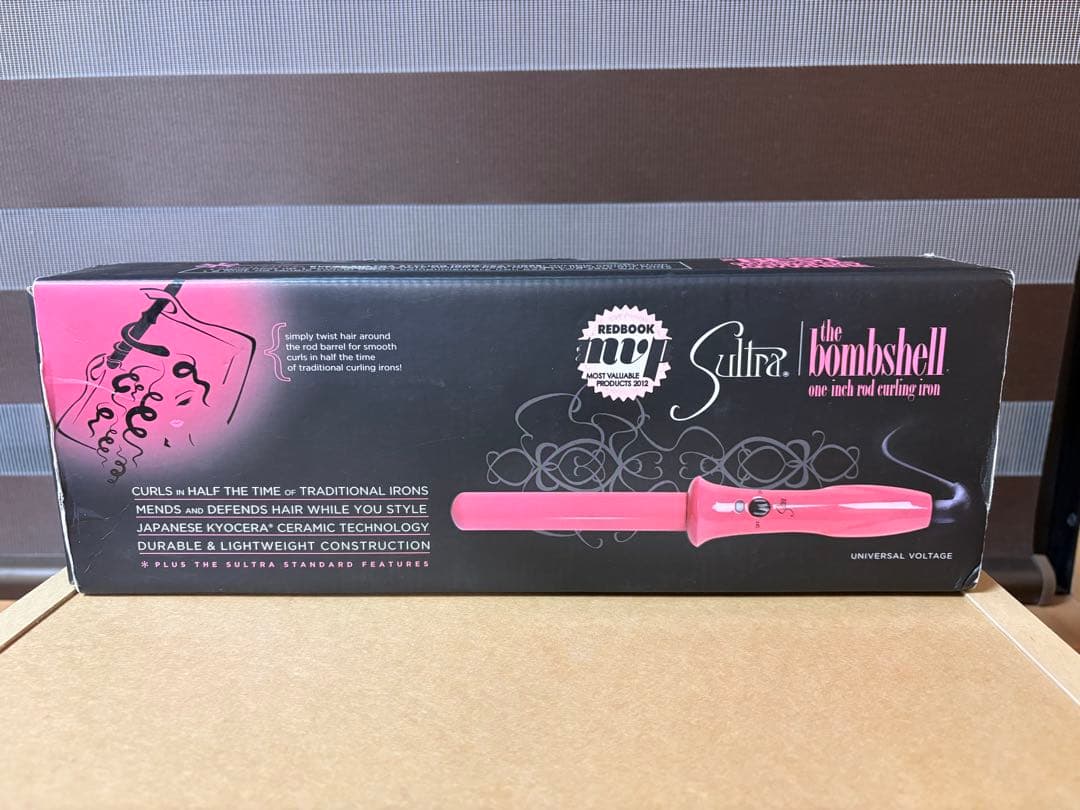 simply twist hair around
the rod barrel for smooth
curls in half the time
of traditional curling irons!
REDBOOK
mvp
MOST VALUABLE
PRODUCTS 2012
Sultra®
the
bombshell
one-inch rod curling iron
CURLS IN HALF THE TIME OF TRADITIONAL IRONS
MENDS AND DEFENDS HAIR WHILE YOU STYLE
JAPANESE KYOCERA® CERAMIC TECHNOLOGY
DURABLE & LIGHTWEIGHT CONSTRUCTION
* PLUS THE SULTRA STANDARD FEATURES
UNIVERSAL VOLTAGE